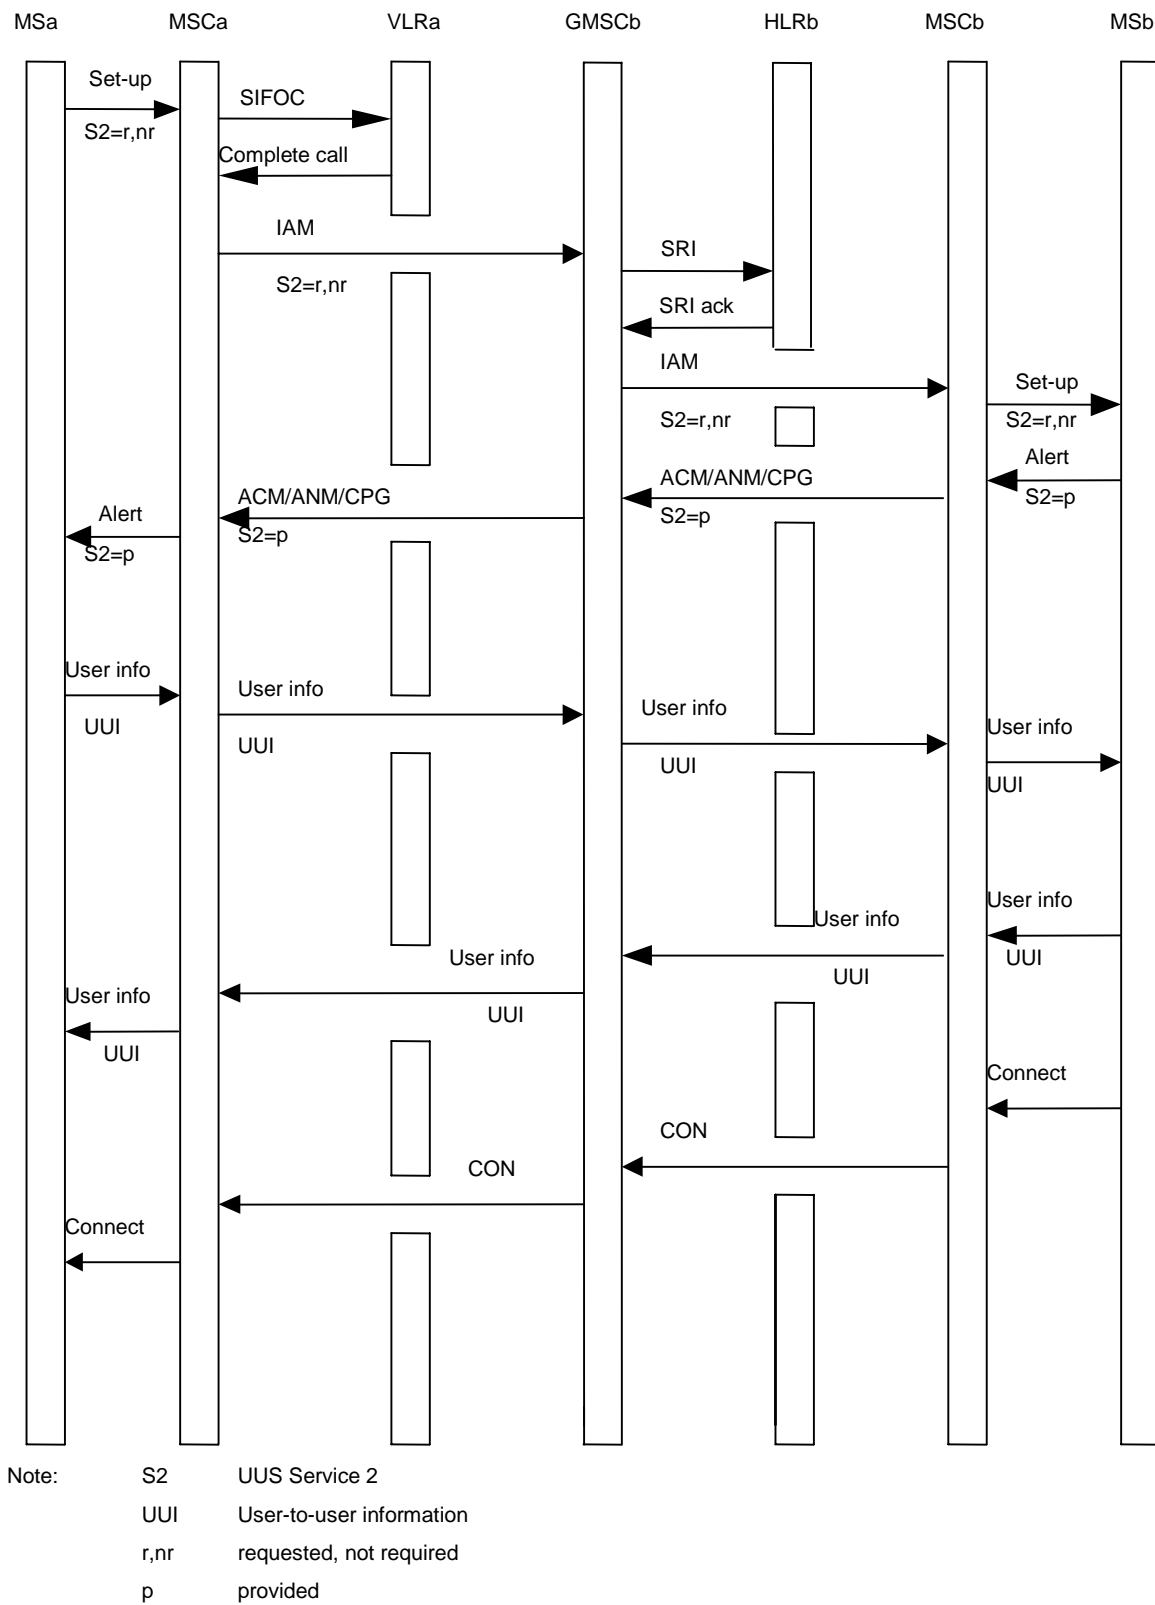 MSa MSCa VLRa GMSCb HLRb MSCb MSb
Set-up
S2=r,nr
SIFOC
Complete call
IAM
S2=r,nr
SRI
SRI ack
IAM
S2=r,nr
Set-up
S2=r,nr
Alert
S2=p
ACM/ANM/CPG
S2=p
ACM/ANM/CPG
S2=p
Alert
S2=p
User info
UUI
User info
UUI
User info
UUI
User info
UUI
User info
UUI
User info
UUI
User info
UUI
User info
UUI
Connect
CON
CON
Connect
Note: S2 UUS Service 2
UUI User-to-user information
r,nr requested, not required
p provided